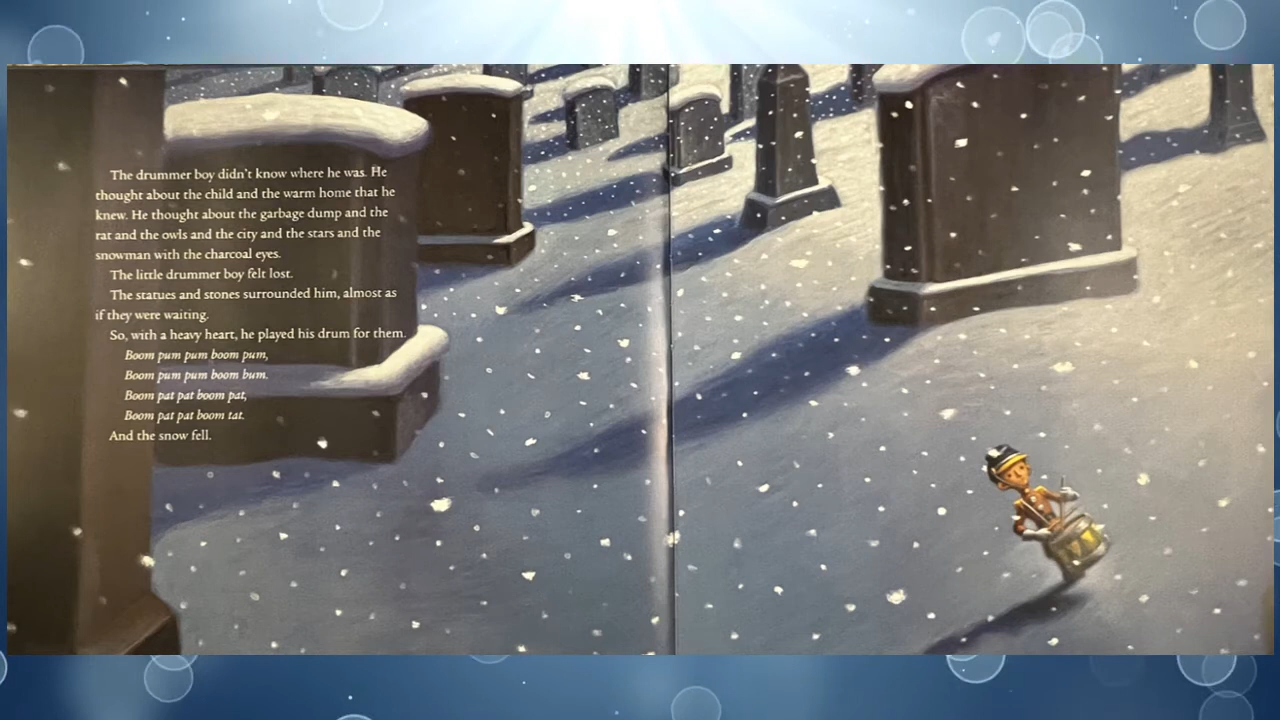 The drummer boy didn't know where he was. He
thought about the child and the warm home that he
knew. He thought about the garbage dump and the
rat and the owls and the city and the stars and the
snowman with the charcoal eyes.
The little drummer boy felt lost.
The statues and stones surrounded him, almost as
if they were waiting.
So, with a heavy heart, he played his drum for them.
Boom pum pum boom pum,
Boom pum pum boom bum.
Boom pat pat boom pat,
Boom pat pat boom tat.
And the snow fell.